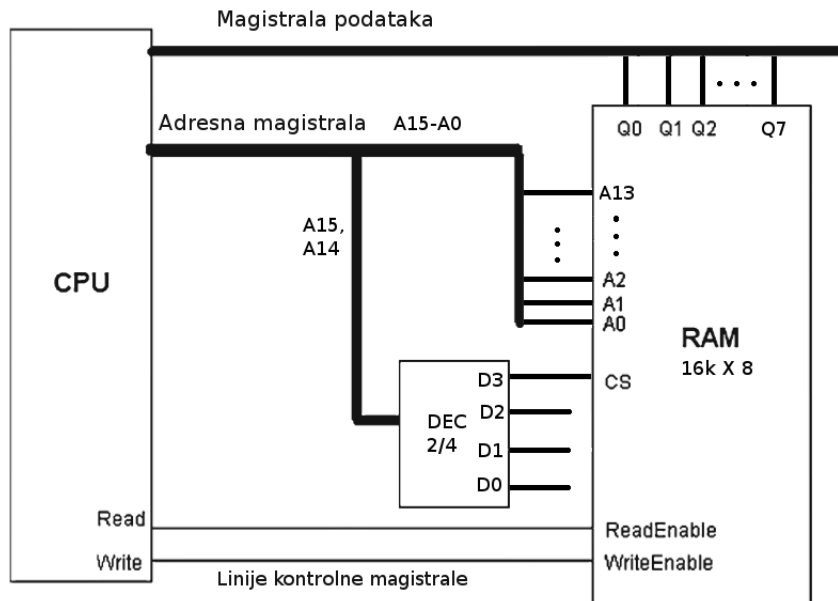 Magistrala podataka
Adresna magistrala A15-A0
Q0 Q1 Q2 ... Q7
A15,
A14
A13
A2
A1
A0
CPU
RAM
16k X 8
CS
DEC
2/4
D3
D2
D1
D0
Read
Write
ReadEnable
WriteEnable
Linije kontrolne magistrale